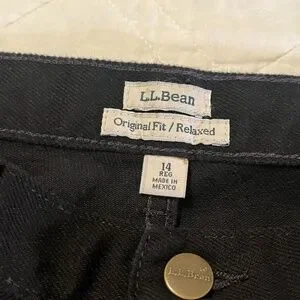 L.L.Bean
Original Fit / Relaxed
14
REG
MADE IN
MEXICO
L.L.Bean